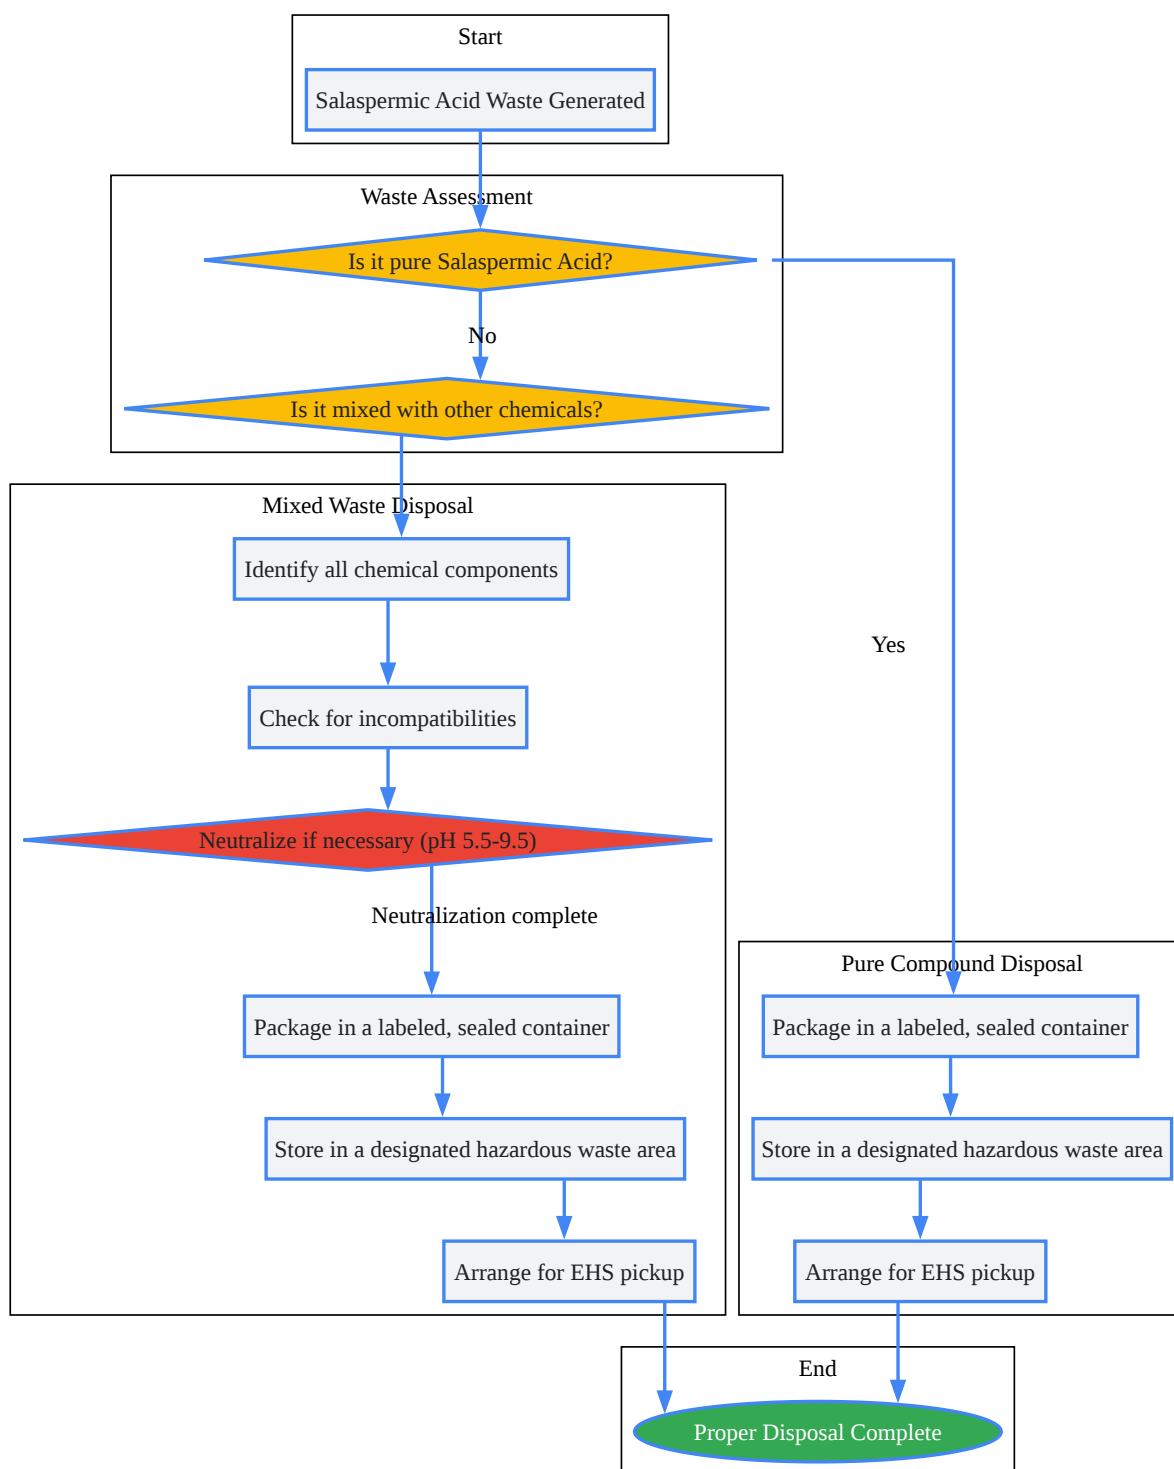 Start
Salaspermic Acid Waste Generated
Waste Assessment
Is it pure Salaspermic Acid?
No
Is it mixed with other chemicals?
Mixed Waste Disposal
Identify all chemical components
Yes
Check for incompatibilities
Neutralize if necessary (pH 5.5-9.5)
Neutralization complete
Pure Compound Disposal
Package in a labeled, sealed container
Package in a labeled, sealed container
Store in a designated hazardous waste area
Store in a designated hazardous waste area
Arrange for EHS pickup
Arrange for EHS pickup
End
Proper Disposal Complete